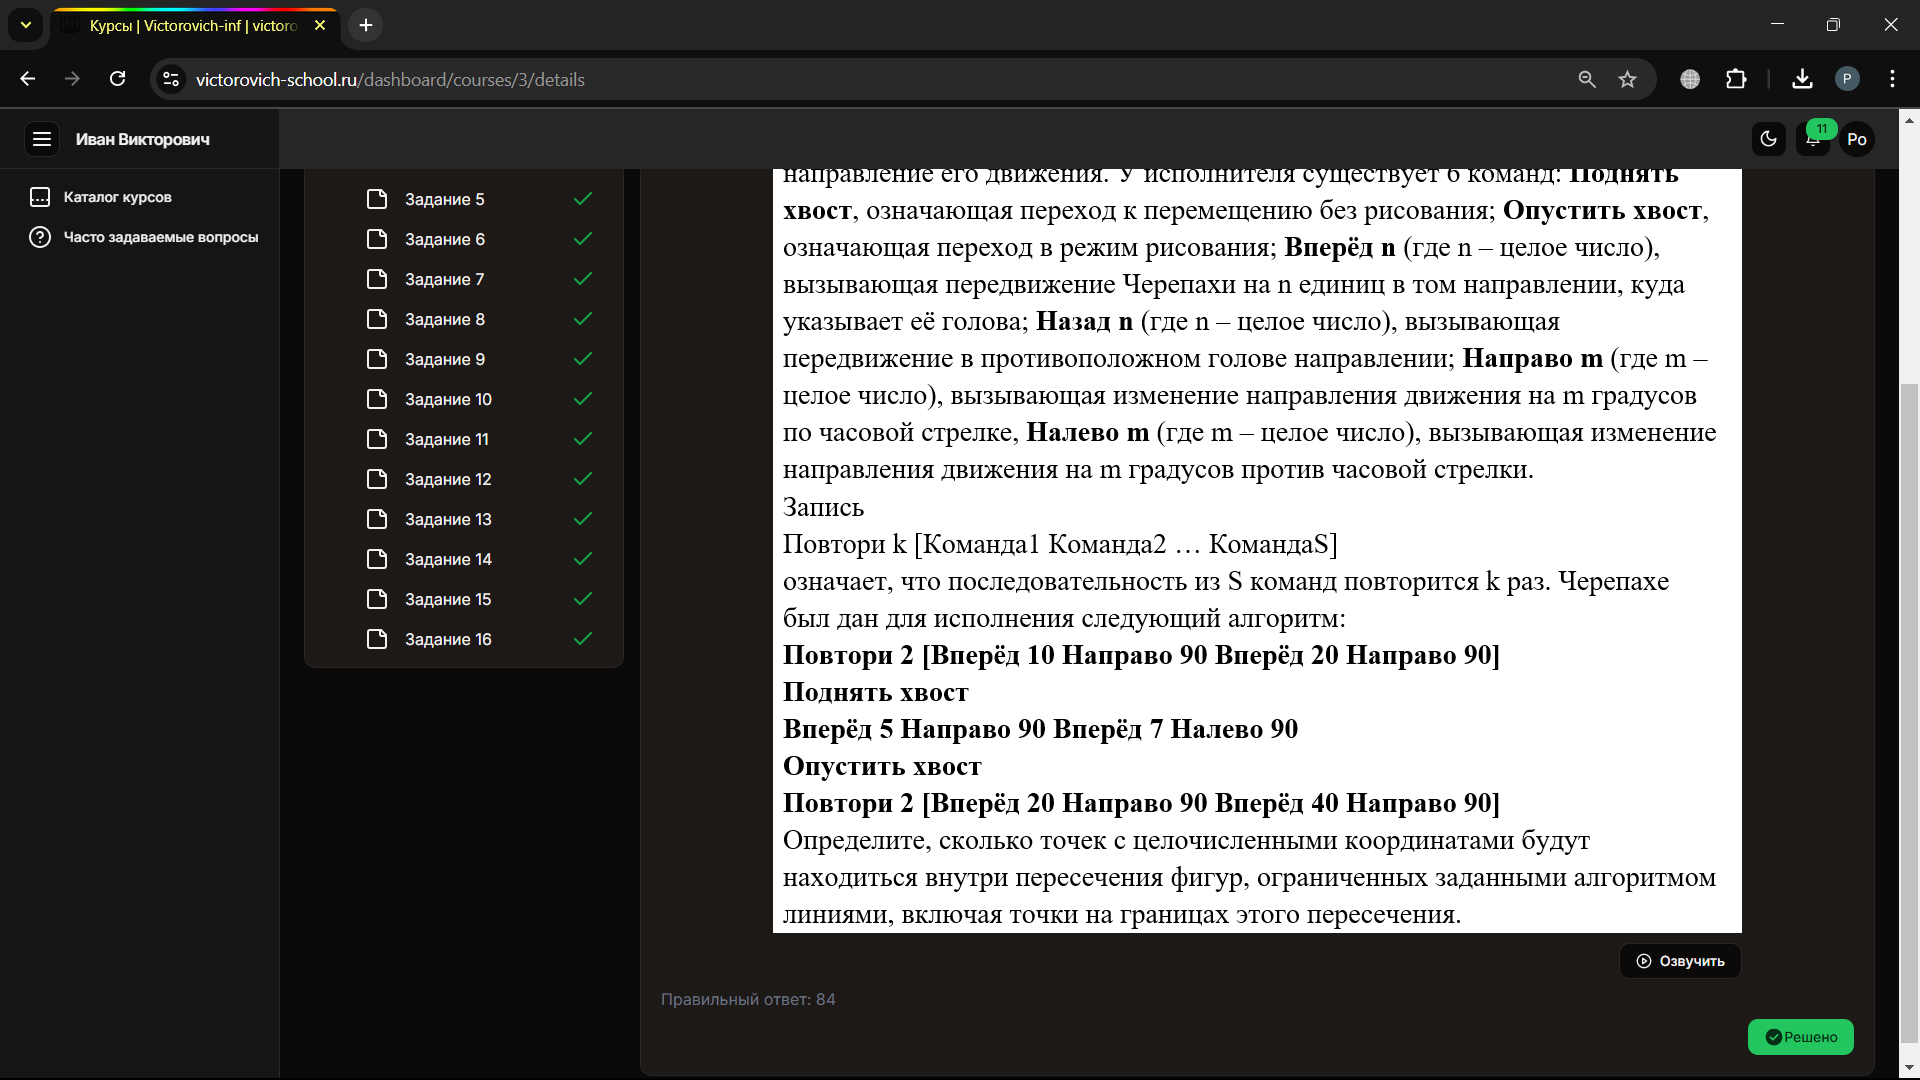 Курсы | Victorovich-inf | victoro
victorovich-school.ru/dashboard/courses/3/details
P
Иван Викторович
11
Po
Каталог курсов
Часто задаваемые вопросы
Задание 5
Задание 6
Задание 7
Задание 8
Задание 9
Задание 10
Задание 11
Задание 12
Задание 13
Задание 14
Задание 15
Задание 16
направление его движения. У исполнителя существует 6 команд: Поднять
хвост, означающая переход к перемещению без рисования; Опустить хвост,
означающая переход в режим рисования; Вперёд n (где n – целое число),
вызывающая передвижение Черепахи на n единиц в том направлении, куда
указывает её голова; Назад n (где n – целое число), вызывающая
передвижение в противоположном голове направлении; Направо m (где m –
целое число), вызывающая изменение направления движения на m градусов
по часовой стрелке, Налево m (где m – целое число), вызывающая изменение
направления движения на m градусов против часовой стрелки.
Запись
Повтори k [Команда1 Команда2 … КомандаS]
означает, что последовательность из S команд повторится k раз. Черепахе
был дан для исполнения следующий алгоритм:
Повтори 2 [Вперёд 10 Направо 90 Вперёд 20 Направо 90]
Поднять хвост
Вперёд 5 Направо 90 Вперёд 7 Налево 90
Опустить хвост
Повтори 2 [Вперёд 20 Направо 90 Вперёд 40 Направо 90]
Определите, сколько точек с целочисленными координатами будут
находиться внутри пересечения фигур, ограниченных заданными алгоритмом
линиями, включая точки на границах этого пересечения.
Озвучить
Правильный ответ: 84
Решено